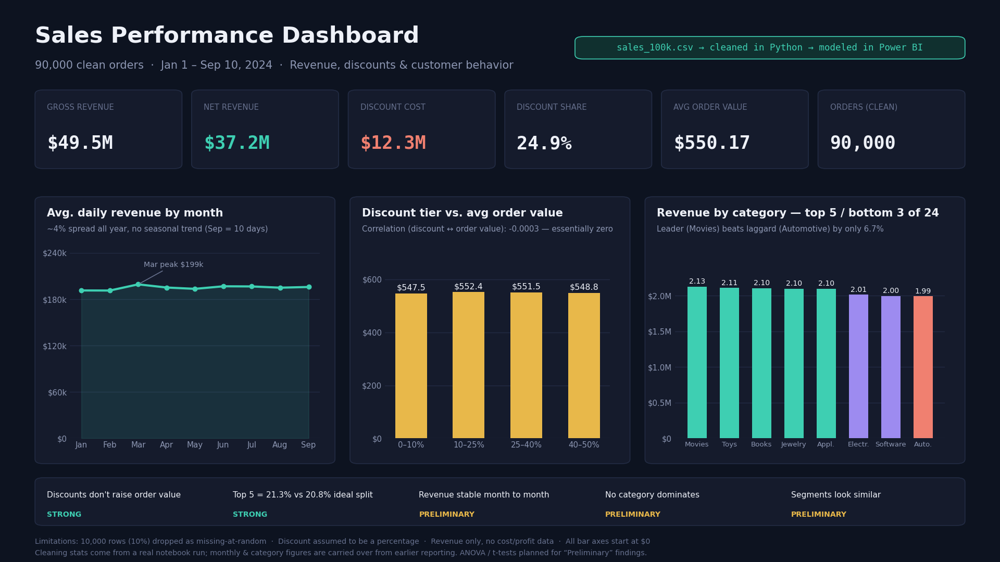 Sales Performance Dashboard
90,000 clean orders · Jan 1 – Sep 10, 2024 · Revenue, discounts & customer behavior
sales_100k.csv → cleaned in Python → modeled in Power BI
GROSS REVENUE
$49.5M
NET REVENUE
$37.2M
DISCOUNT COST
$12.3M
DISCOUNT SHARE
24.9%
AVG ORDER VALUE
$550.17
ORDERS (CLEAN)
90,000
Avg. daily revenue by month
~4% spread all year, no seasonal trend (Sep = 10 days)
$240k
Mar peak $199k
$180k
$120k
$60k
$0
Jan Feb Mar Apr May Jun Jul Aug Sep
Discount tier vs. avg order value
Correlation (discount ↔ order value): -0.0003 — essentially zero
$600
$547.5 $552.4 $551.5 $548.8
$400
$200
$0
0–10% 10–25% 25–40% 40–50%
Revenue by category — top 5 / bottom 3 of 24
Leader (Movies) beats laggard (Automotive) by only 6.7%
2.13 2.11 2.10 2.10 2.10 2.01 2.00 1.99
$2.0M
$1.5M
$1.0M
$0.5M
$0
Movies Toys Books Jewelry Appl. Electr. Software Auto.
Discounts don't raise order value
STRONG
Top 5 = 21.3% vs 20.8% ideal split
STRONG
Revenue stable month to month
PRELIMINARY
No category dominates
PRELIMINARY
Segments look similar
PRELIMINARY
Limitations: 10,000 rows (10%) dropped as missing-at-random · Discount assumed to be a percentage · Revenue only, no cost/profit data · All bar axes start at $0
Cleaning stats come from a real notebook run; monthly & category figures are carried over from earlier reporting. ANOVA / t-tests planned for “Preliminary” findings.